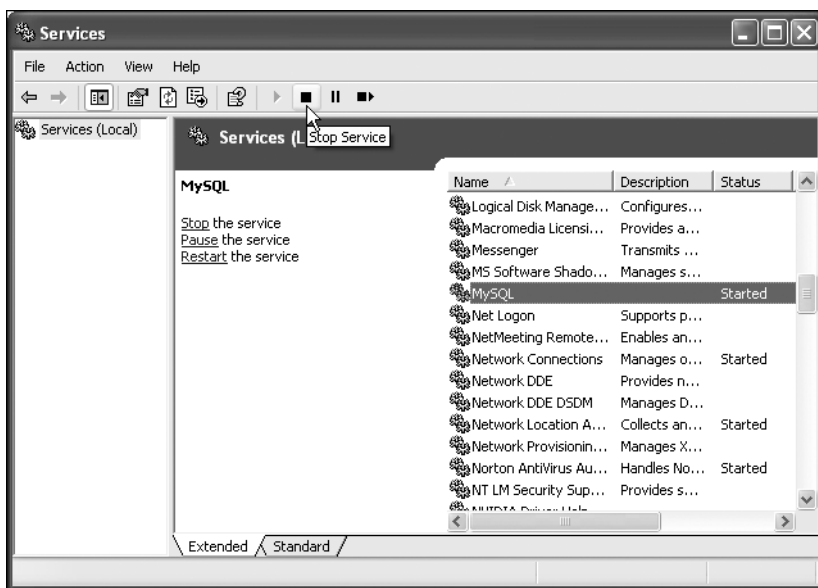 Services
File Action View Help
Services (Local)
Services (L
Stop Service
MySQL
Stop the service
Pause the service
Restart the service
Name Description Status
Logical Disk Manage... Configures...
Macromedia Licensi... Provides a...
Messenger Transmits ...
MS Software Shado... Manages s...
MySQL Started
Net Logon Supports p...
NetMeeting Remote... Enables an...
Network Connections Manages o... Started
Network DDE Provides n...
Network DDE DSDM Manages D...
Network Location A... Collects an... Started
Network Provisionin... Manages X...
Norton AntiVirus Au... Handles No... Started
NT LM Security Sup... Provides s...
Extended Standard